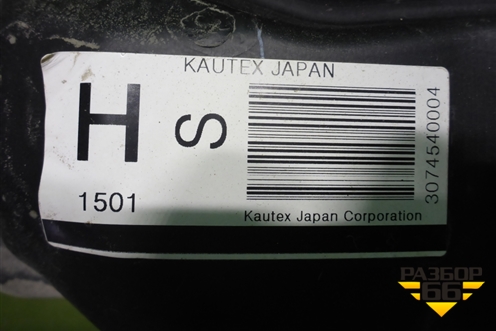 KAUTEX JAPAN
H S
1501
3074540004
Kautex Japan Corporation
РАЗБОР
66